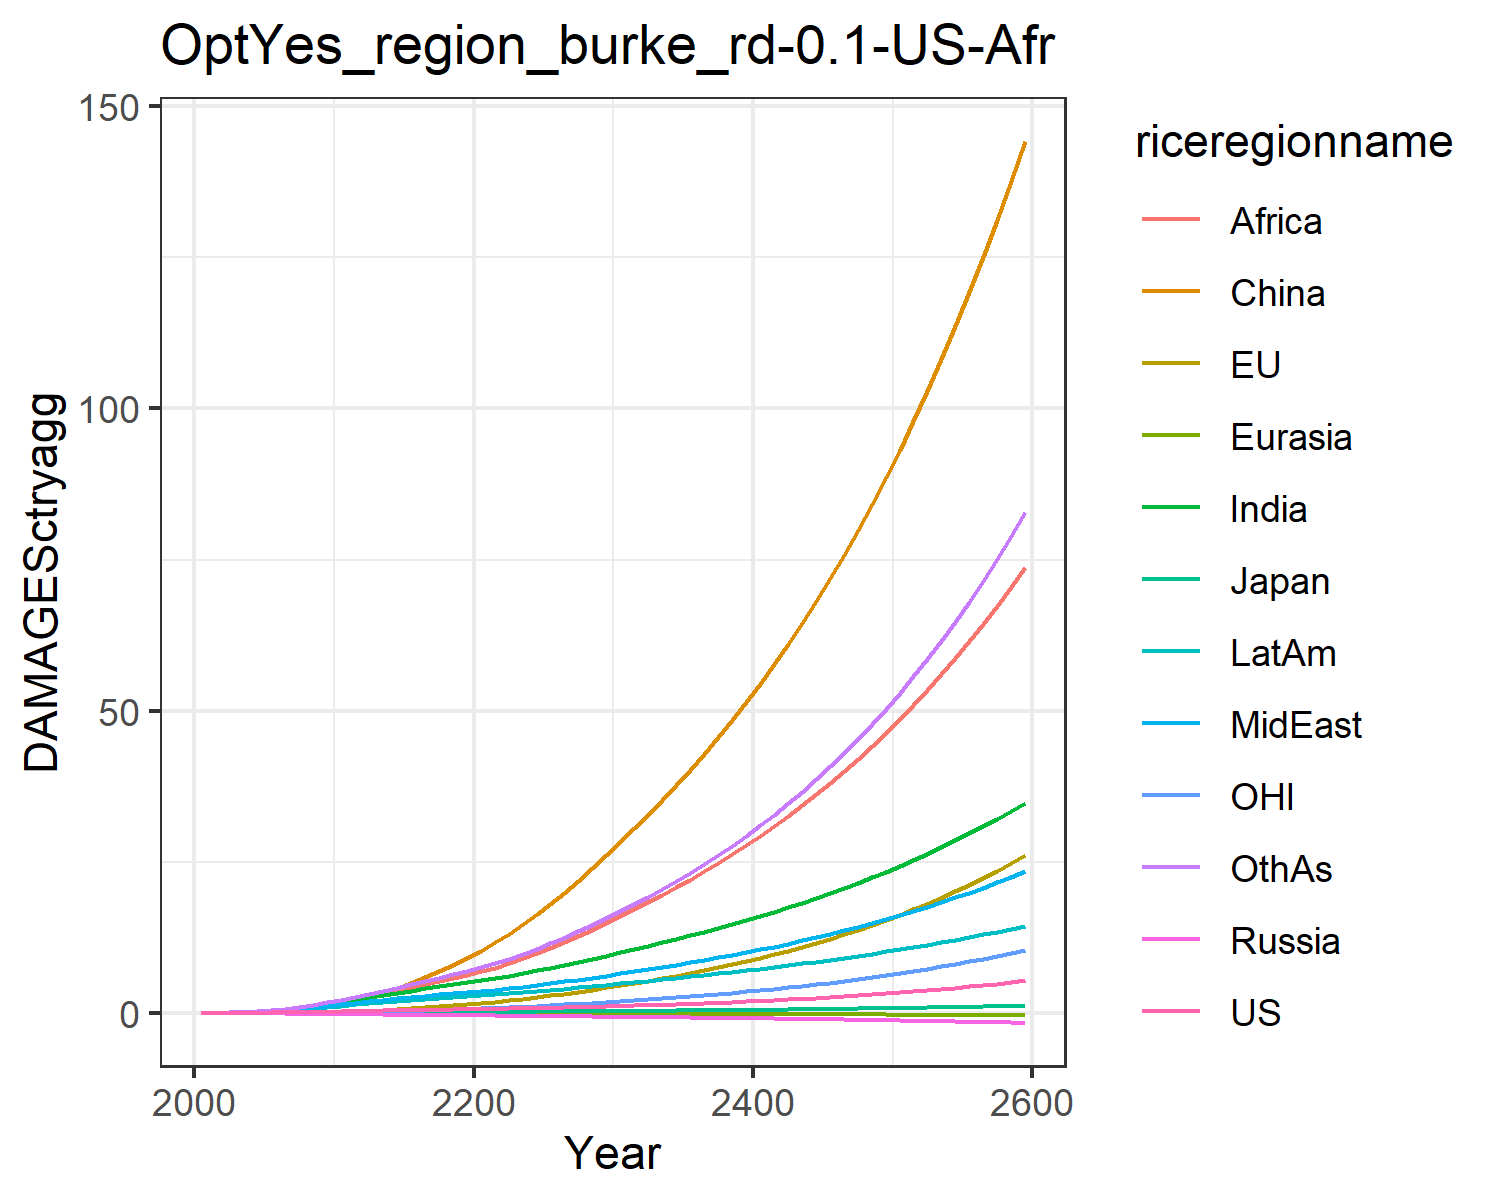 OptYes_region_burke_rd-0.1-US-Afr
150
100
50
0
DAMAGESctryagg
2000 2200 2400 2600
Year
riceregionname
Africa
China
EU
Eurasia
India
Japan
LatAm
MidEast
OHI
OthAs
Russia
US